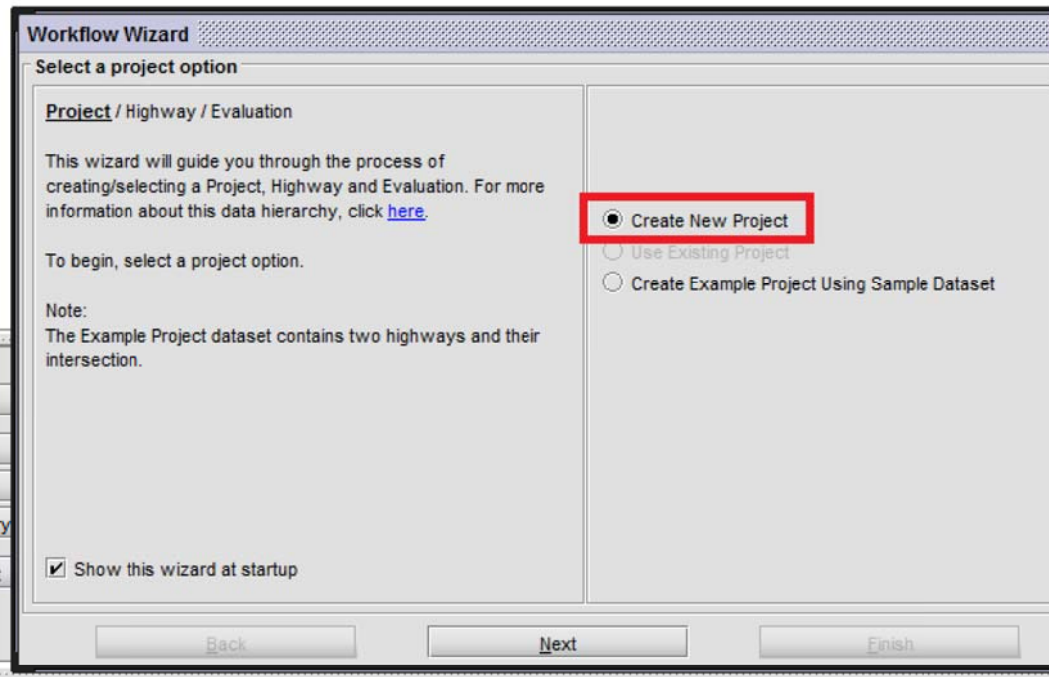 Workflow Wizard
Select a project option
Project / Highway / Evaluation
This wizard will guide you through the process of
creating/selecting a Project, Highway and Evaluation. For more
information about this data hierarchy, click here.
To begin, select a project option.
Note:
The Example Project dataset contains two highways and their
intersection.
Show this wizard at startup
Create New Project
Use Existing Project
Create Example Project Using Sample Dataset
Back
Next
Finish
ry